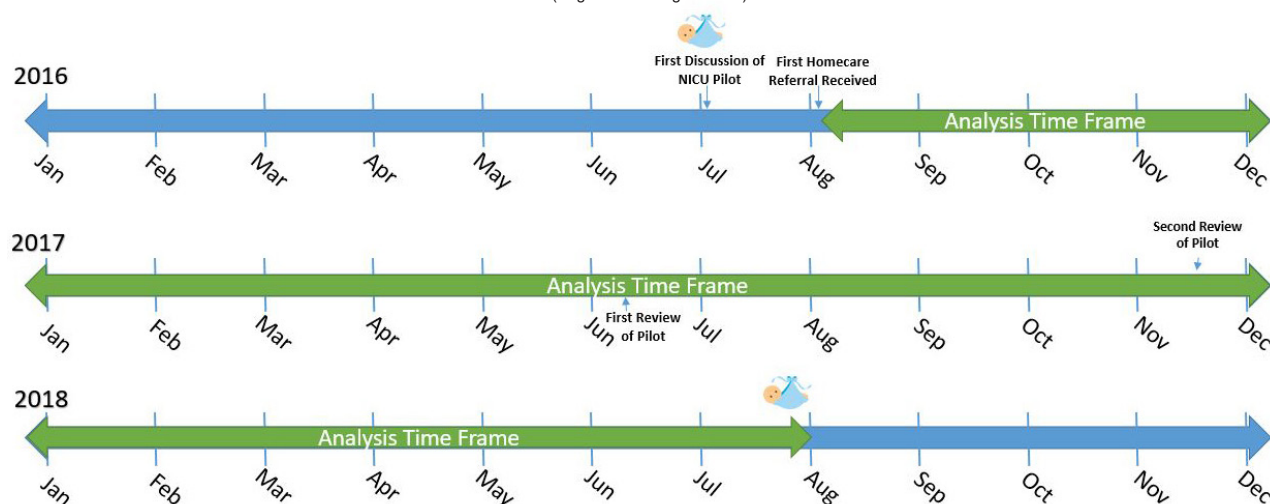 First Discussion of
NICU Pilot
First Homecare
Referral Received
2016
Analysis Time Frame
Jan Feb Mar Apr May Jun Jul Aug Sep Oct Nov Dec
Second Review
of Pilot
2017
Analysis Time Frame
First Review
of Pilot
Jan Feb Mar Apr May Jun Jul Aug Sep Oct Nov Dec
2018
Analysis Time Frame
Jan Feb Mar Apr May Jun Jul Aug Sep Oct Nov Dec